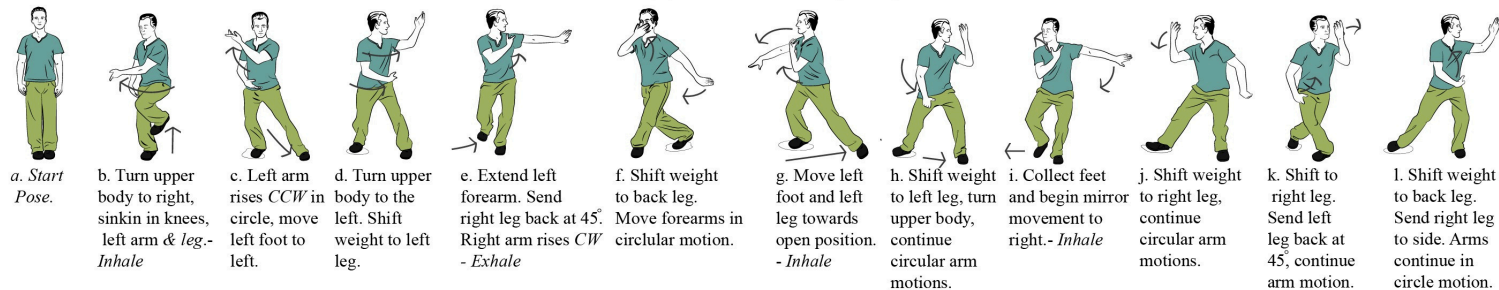 a. Start
Pose.
b. Turn upper
body to right,
sinkin in knees,
left arm & leg.-
Inhale
c. Left arm
rises CCW in
circle, move
left foot to
left.
d. Turn upper
body to the
left. Shift
weight to left
leg.
e. Extend left
forearm. Send
right leg back at 45°.
Right arm rises CW
- Exhale
f. Shift weight
to back leg.
Move forearms in
circlular motion.
g. Move left
foot and left
leg towards
open position.
- Inhale
h. Shift weight
to left leg, turn
upper body,
continue
circular arm
motions.
i. Collect feet
and begin mirror
movement to
right.- Inhale
j. Shift weight
to right leg,
continue
circular arm
motions.
k. Shift to
right leg.
Send left
leg back at
45°, continue
arm motion.
l. Shift weight
to back leg.
Send right leg
to side. Arms
continue in
circle motion.